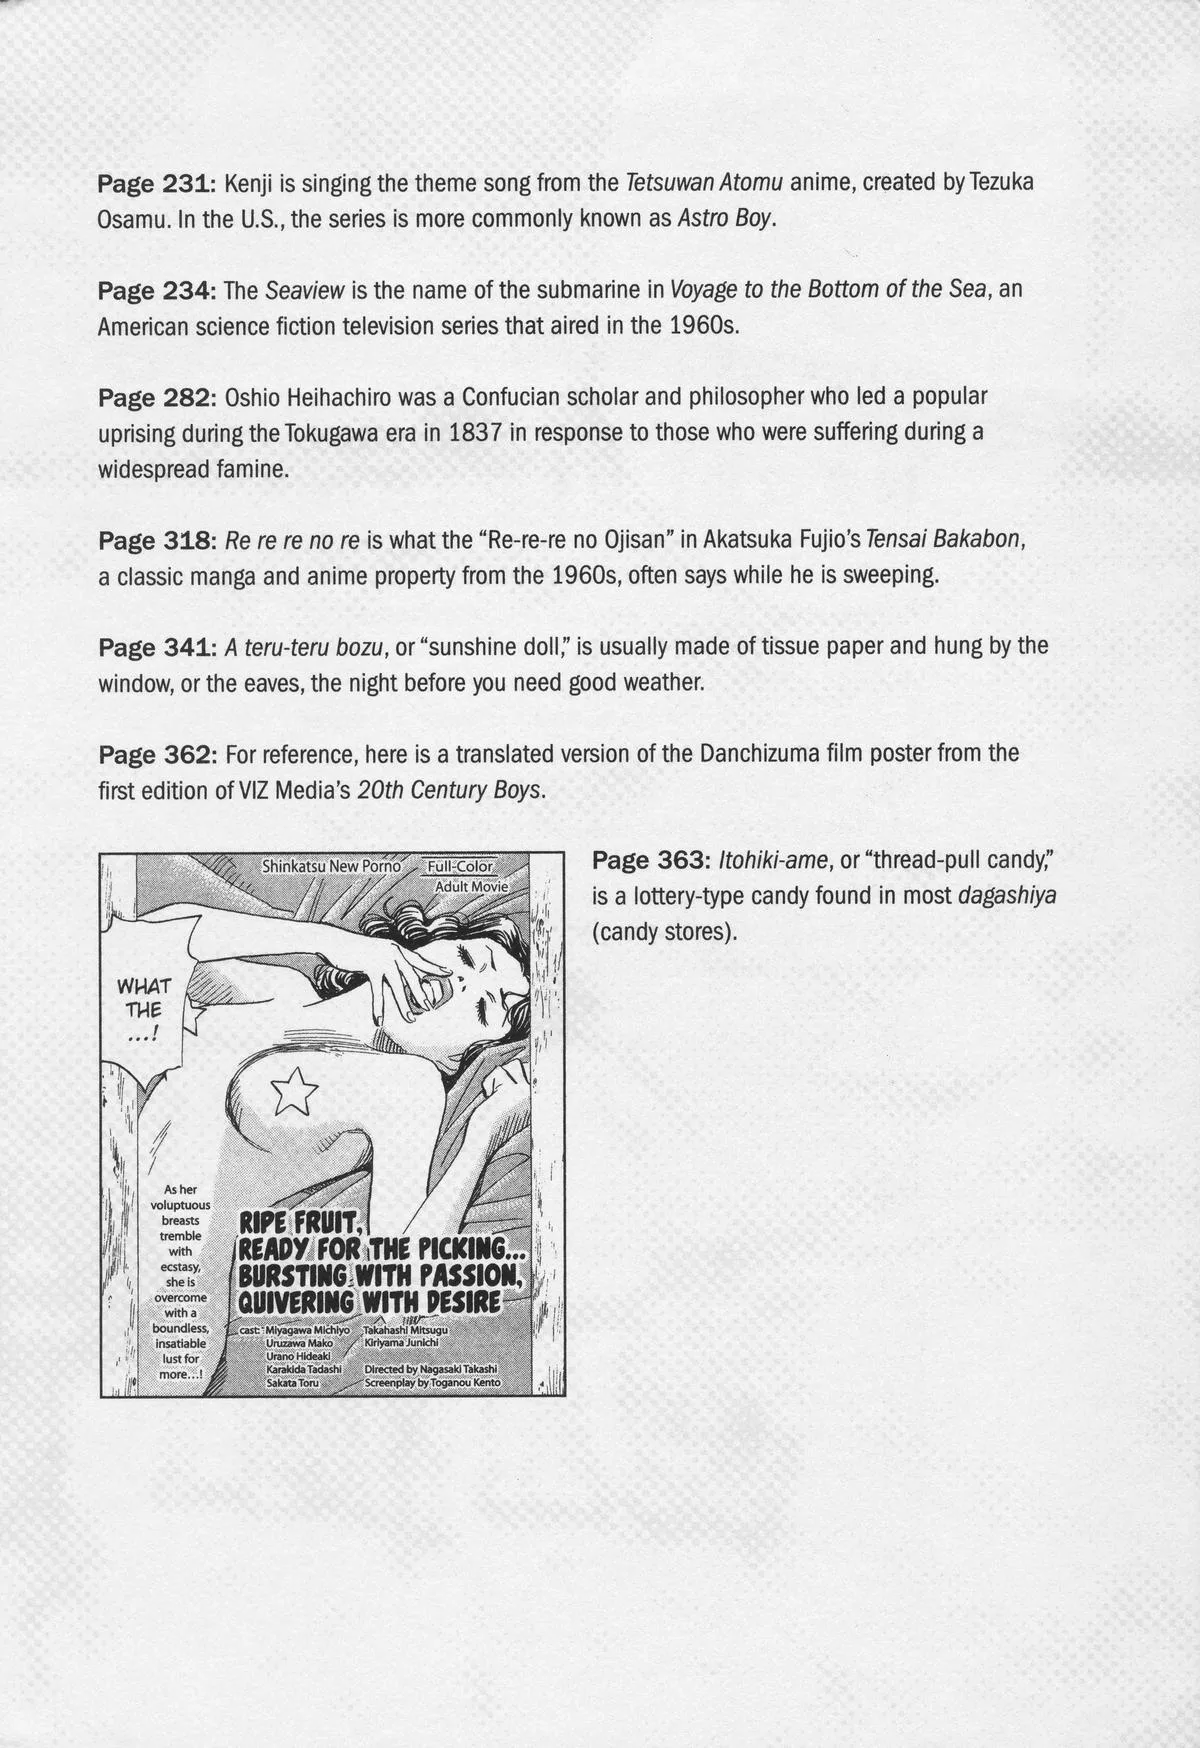 Page 231: Kenji is singing the theme song from the Tetsuwan Atomu anime, created by Tezuka
Osamu. In the U.S., the series is more commonly known as Astro Boy.
Page 234: The Seaview is the name of the submarine in Voyage to the Bottom of the Sea, an
American science fiction television series that aired in the 1960s.
Page 282: Oshio Heihachiro was a Confucian scholar and philosopher who led a popular
uprising during the Tokugawa era in 1837 in response to those who were suffering during a
widespread famine.
Page 318: Re re re no re is what the “Re-re-re no Ojisan” in Akatsuka Fujio’s Tensai Bakabon,
a classic manga and anime property from the 1960s, often says while he is sweeping.
Page 341: A teru-teru bozu, or “sunshine doll,” is usually made of tissue paper and hung by the
window, or the eaves, the night before you need good weather.
Page 362: For reference, here is a translated version of the Danchizuma film poster from the
first edition of VIZ Media’s 20th Century Boys.
Shinkatsu New Porno
Full-Color
Adult Movie
WHAT
THE
...!
As her
voluptuous
breasts
tremble
with
ecstasy,
she is
overcome
with a
boundless,
insatiable
lust for
more...!
RIPE FRUIT,
READY FOR THE PICKING...
BURSTING WITH PASSION,
QUIVERING WITH DESIRE
cast: Miyagawa Michiyo Takahashi Mitsugu
Uruzawa Mako Kiriyama Junichi
Urano Hideaki
Karakida Tadashi Directed by Nagasaki Takashi
Sakata Toru Screenplay by Toganou Kento
Page 363: Itohiki-ame, or “thread-pull candy,”
is a lottery-type candy found in most dagashiya
(candy stores).